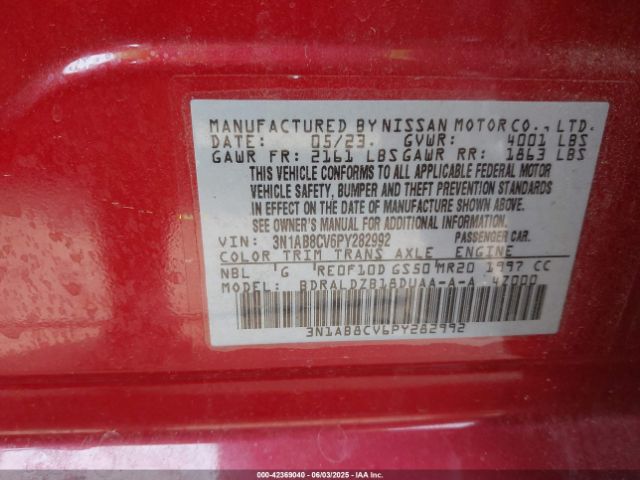 MANUFACTURED BY NISSAN MOTOR CO., LTD.
DATE: 05/23 GVWR: 4001 LBS
GAWR FR: 2161 LBS GAWR RR: 1863 LBS
THIS VEHICLE CONFORMS TO ALL APPLICABLE FEDERAL MOTOR
VEHICLE SAFETY, BUMPER AND THEFT PREVENTION STANDARDS
IN EFFECT ON THE DATE OF MANUFACTURE SHOWN ABOVE.
SEE OWNER'S MANUAL FOR ADDITIONAL INFORMATION
VIN: 3N1AB8CV6PY282992 PASSENGER CAR.
COLOR TRIM TRANS AXLE ENGINE
NBL G RE0F10D GS50 MR20 1997 CC
MODEL: BDRALDZB18DUAA-A-A 4Z000
3N1AB8CV6PY282992
000-42369040 - 06/03/2025 - IAA Inc.